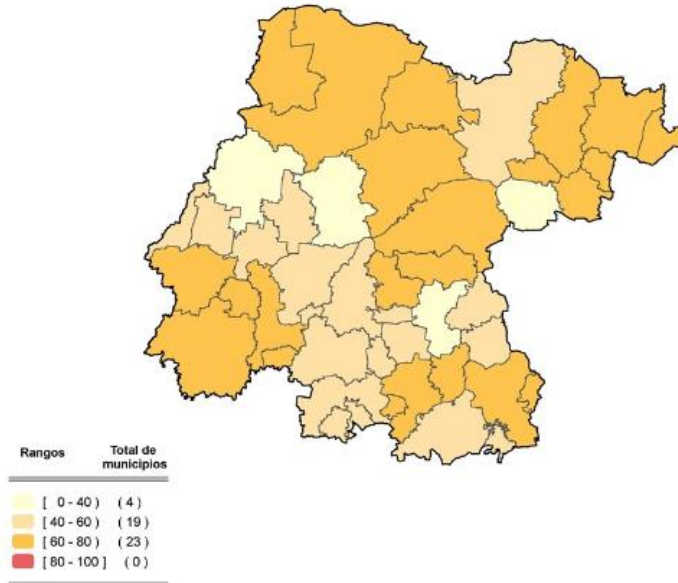 Rangos Total de
municipios
[ 0 - 40 ) ( 4 )
[ 40 - 60 ) ( 19 )
[ 60 - 80 ) ( 23 )
[ 80 - 100 ] ( 0 )